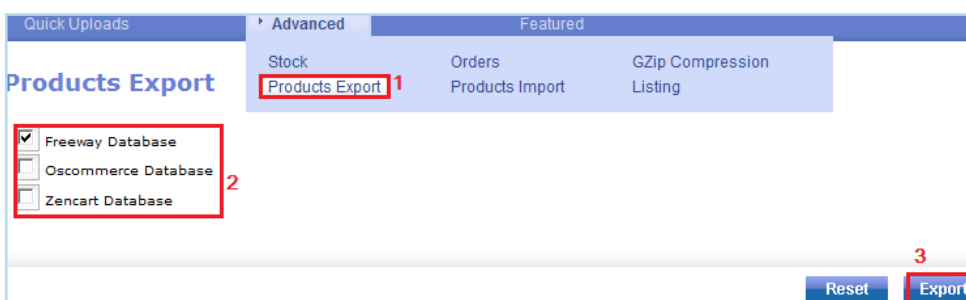 Quick Uploads Advanced Featured
Stock Orders GZip Compression
Products Export 1 Products Import Listing
Products Export
Freeway Database
Oscommerce Database
2
Zencart Database
3
Reset Export